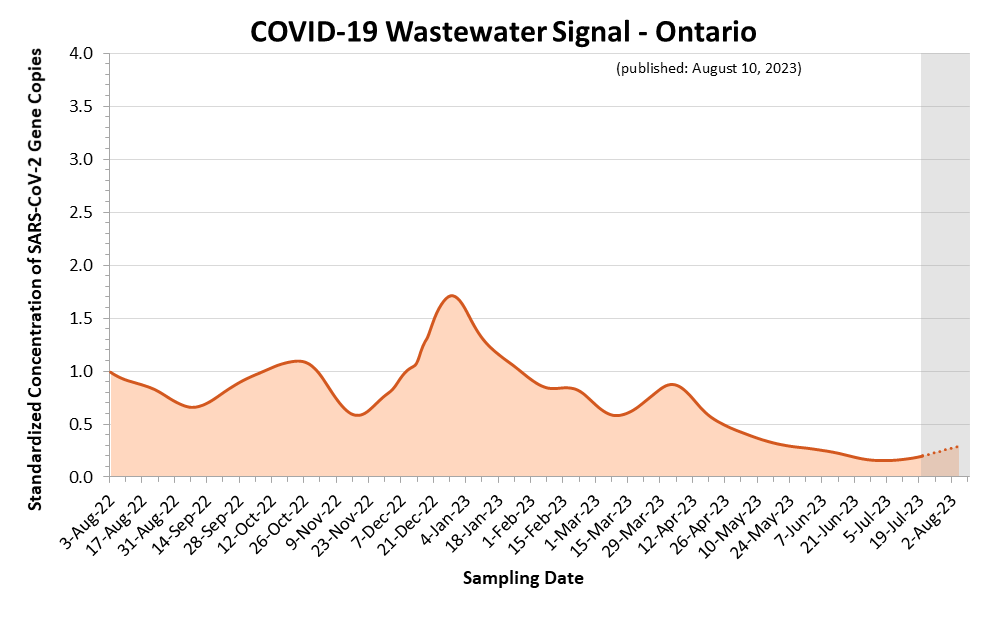 COVID-19 Wastewater Signal - Ontario
(published: August 10, 2023)
Standardized Concentration of SARS-CoV-2 Gene Copies
4.0
3.5
3.0
2.5
2.0
1.5
1.0
0.5
0.0
3-Aug-22
17-Aug-22
31-Aug-22
14-Sep-22
28-Sep-22
12-Oct-22
26-Oct-22
9-Nov-22
23-Nov-22
7-Dec-22
21-Dec-22
4-Jan-23
18-Jan-23
1-Feb-23
15-Feb-23
1-Mar-23
15-Mar-23
29-Mar-23
12-Apr-23
26-Apr-23
10-May-23
24-May-23
7-Jun-23
21-Jun-23
5-Jul-23
19-Jul-23
2-Aug-23
Sampling Date